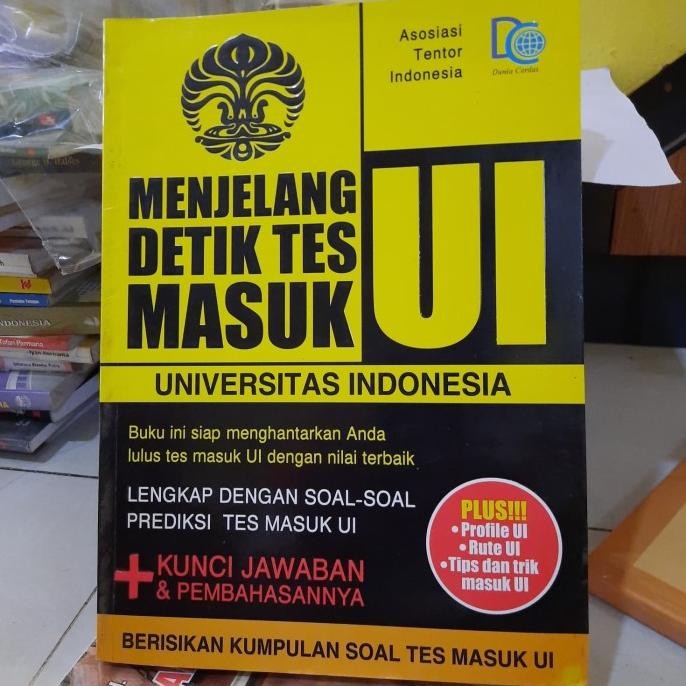 Asosiasi
Tentor
Indonesia
DC
Dunia Cerdas
MENJELANG
DETIK TES
MASUK
UI
UNIVERSITAS INDONESIA
Buku ini siap menghantarkan Anda
lulus tes masuk UI dengan nilai terbaik
LENGKAP DENGAN SOAL-SOAL
PREDIKSI TES MASUK UI
+ KUNCI JAWABAN
& PEMBAHASANNYA
PLUS!!!
•Profile UI
•Rute UI
•Tips dan trik
masuk UI
BERISIKAN KUMPULAN SOAL TES MASUK UI
INDONESIA